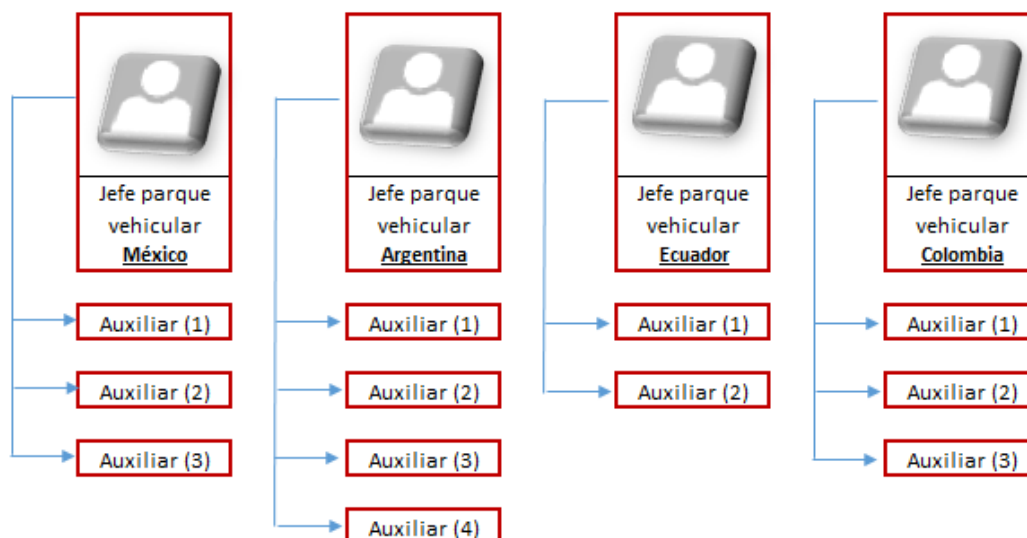 Jefe parque
vehicular
México
Auxiliar (1)
Auxiliar (2)
Auxiliar (3)
Jefe parque
vehicular
Argentina
Auxiliar (1)
Auxiliar (2)
Auxiliar (3)
Auxiliar (4)
Jefe parque
vehicular
Ecuador
Auxiliar (1)
Auxiliar (2)
Jefe parque
vehicular
Colombia
Auxiliar (1)
Auxiliar (2)
Auxiliar (3)